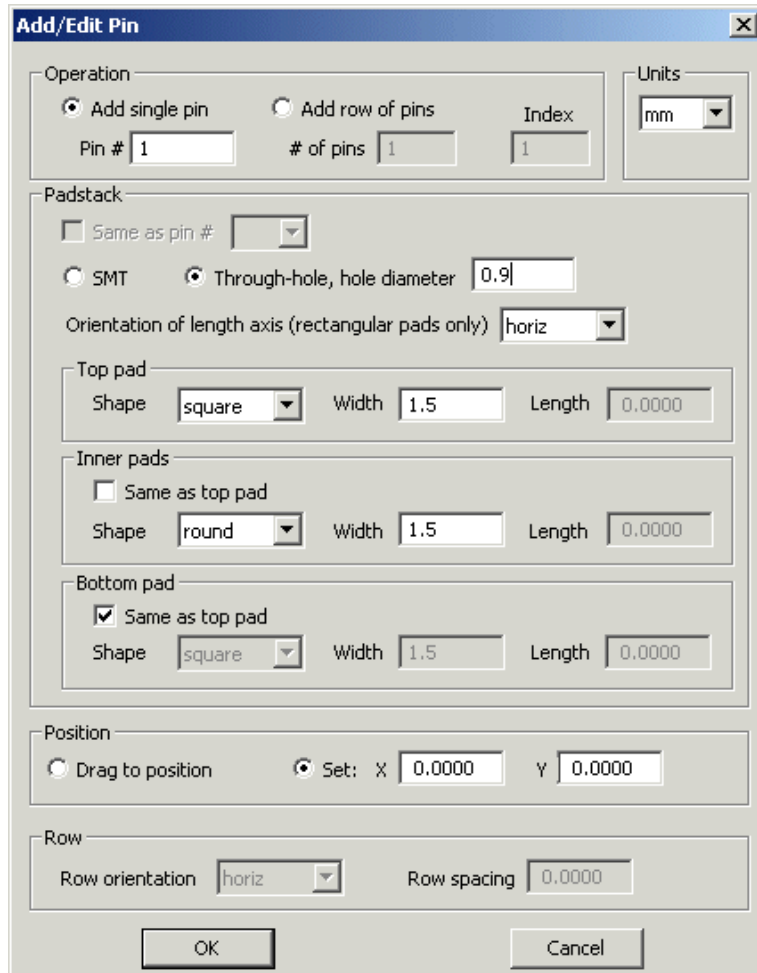 Add/Edit Pin
Operation
Units
Add single pin
Add row of pins
Index
mm
Pin # 1
# of pins 1
1
Padstack
Same as pin #
SMT
Through-hole, hole diameter 0.9
Orientation of length axis (rectangular pads only) horiz
Top pad
Shape square Width 1.5 Length 0.0000
Inner pads
Same as top pad
Shape round Width 1.5 Length 0.0000
Bottom pad
Same as top pad
Shape square Width 1.5 Length 0.0000
Position
Drag to position Set: X 0.0000 Y 0.0000
Row
Row orientation horiz Row spacing 0.0000
OK Cancel